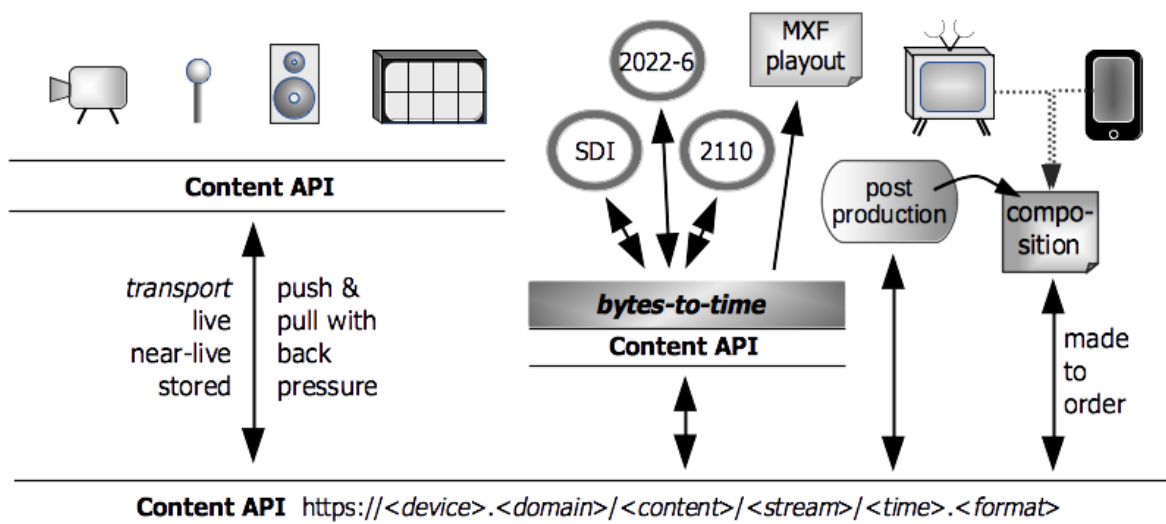 Content API
transport
live
near-live
stored
push &
pull with
back
pressure
2022-6
SDI
2110
MXF
playout
bytes-to-time
Content API
post
production
compo-
sition
made
to
order
Content API https://<device>.<domain>/<content>/<stream>/<time>.<format>